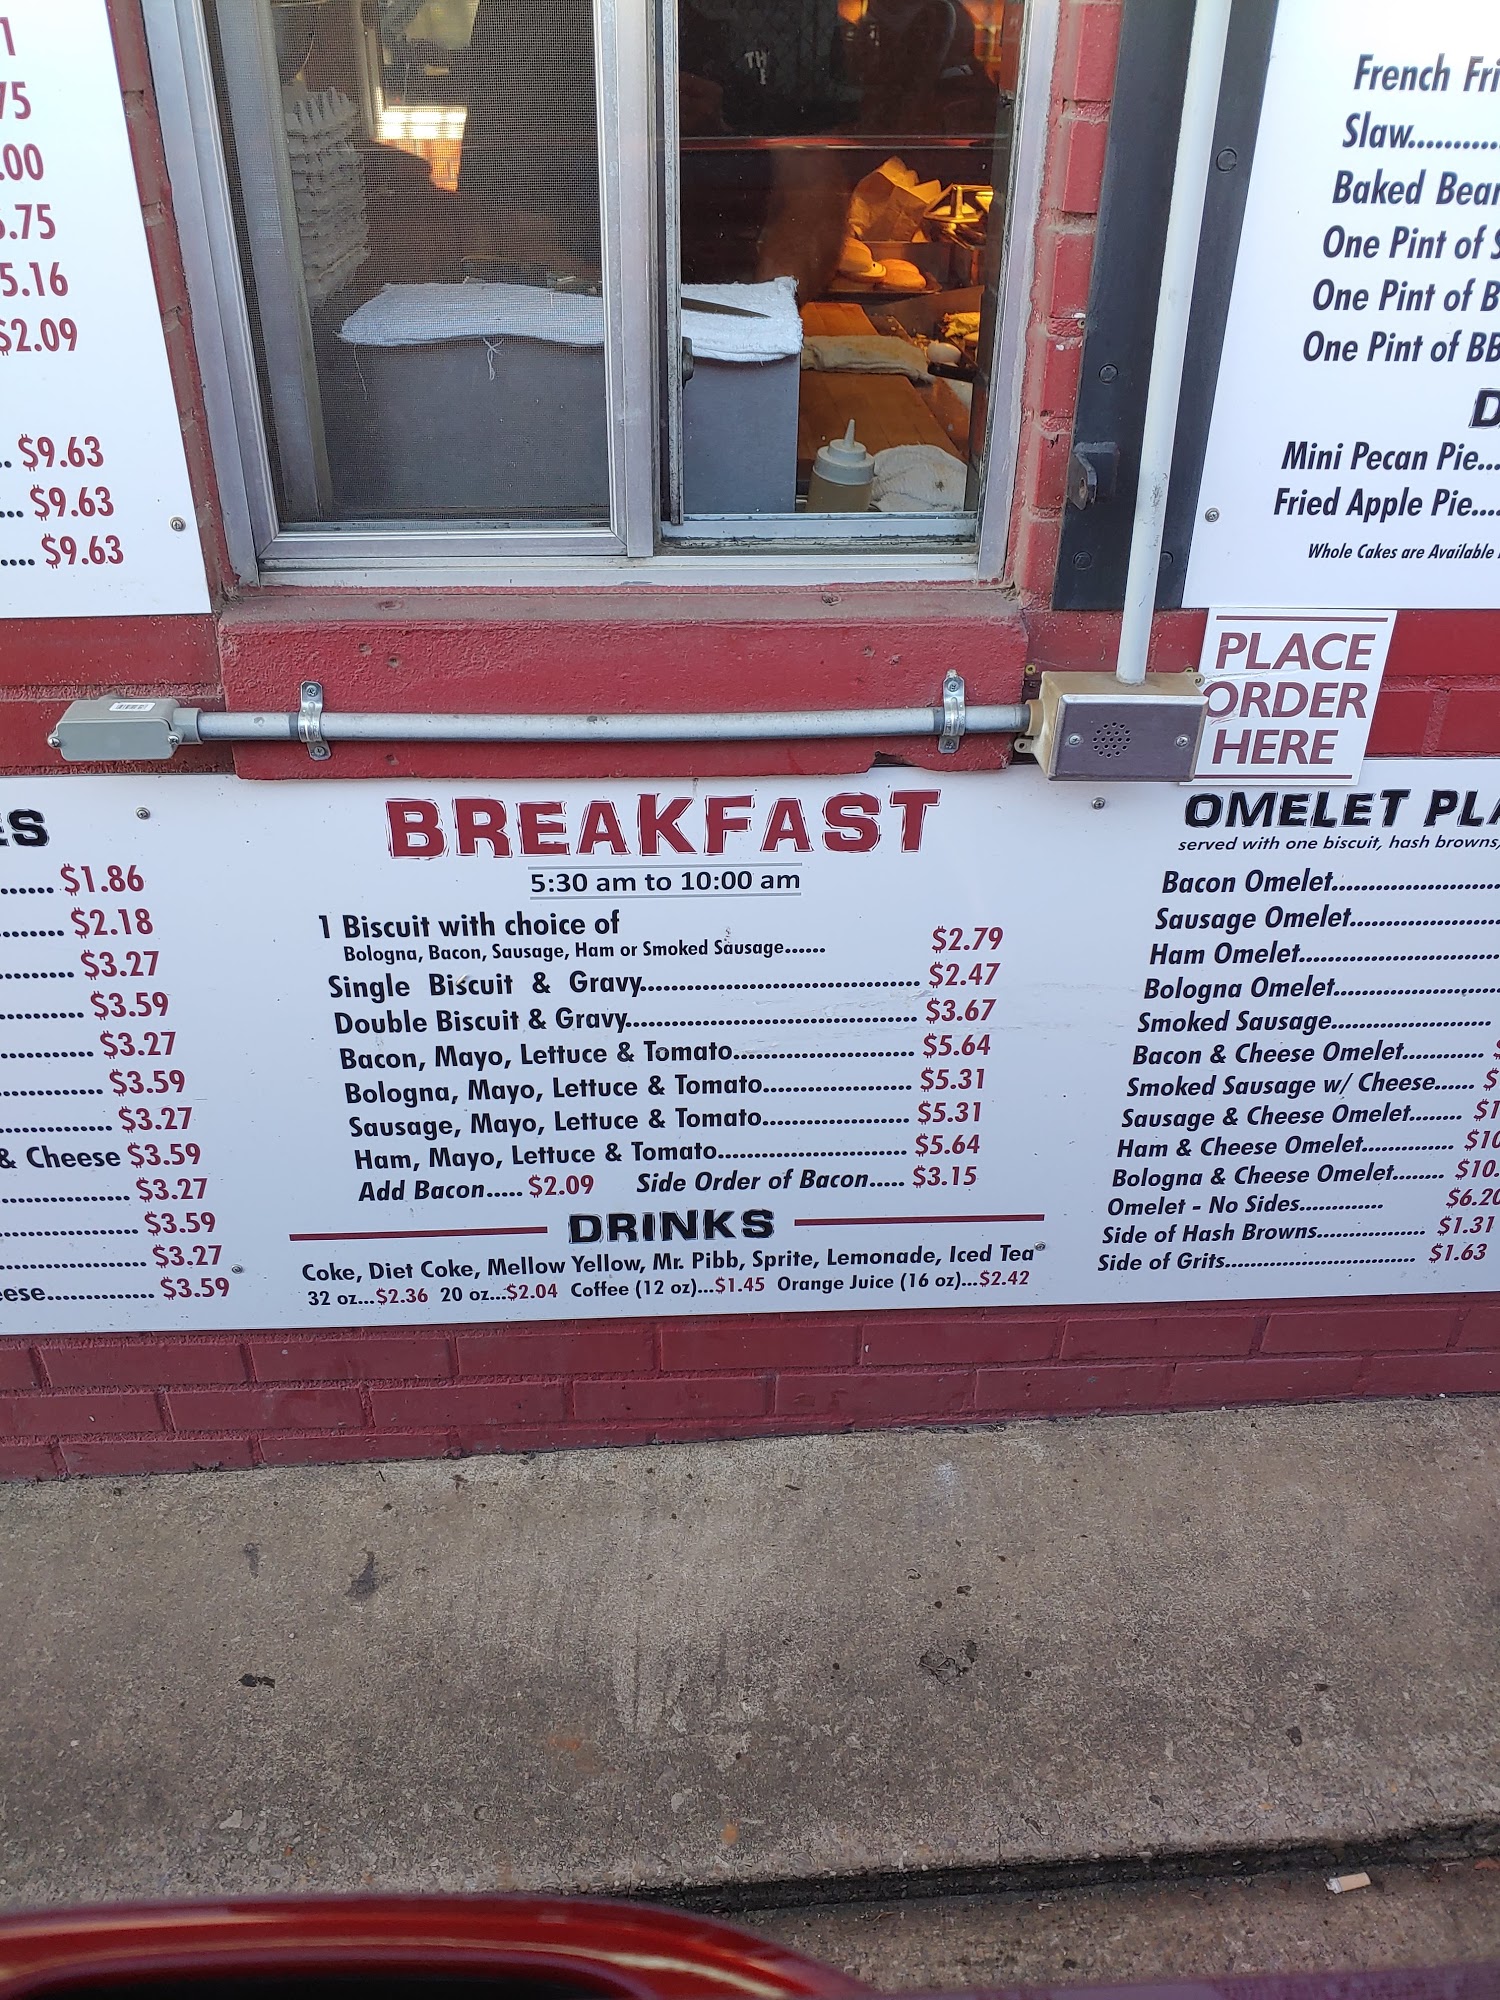 .00
5.16
$2.09
$9.63
$9.63
$9.63
French
Slaw
Baked
One Pint of
One Pint of
One Pint of
Mini Pecan Pie...
Fried Apple Pie....
Whole Cakes are Available
PLACE
ORDER
HERE
$1.86
$2.18
$3.27
$3.59
$3.27
$3.59
$3.27
& Cheese $3.59
$3.27
$3.59
$3.27
$3.59
BREAKFAST
5:30 am to 10:00 am
1 Biscuit with choice of
Bologna, Bacon, Sausage, Ham or Smoked Sausage...... $2.79
Single Biscuit & Gravy........ $2.47
Double Biscuit & Gravy........ $3.67
Bacon, Mayo, Lettuce & Tomato........ $5.64
Bologna, Mayo, Lettuce & Tomato........ $5.31
Sausage, Mayo, Lettuce & Tomato........ $5.31
Ham, Mayo, Lettuce & Tomato........ $5.64
Add Bacon..... $2.09 Side Order of Bacon..... $3.15
DRINKS
Coke, Diet Coke, Mellow Yellow, Mr. Pibb, Sprite, Lemonade, Iced Tea
32 oz...$2.36 20 oz...$2.04 Coffee (12 oz)...$1.45 Orange Juice (16 oz)...$2.42
OMELET
served with one biscuit, hash browns,
Bacon Omelet........
Sausage Omelet........
Ham Omelet........
Bologna Omelet........
Smoked Sausage........
Bacon & Cheese Omelet........
Smoked Sausage w/ Cheese......
Sausage & Cheese Omelet........
Ham & Cheese Omelet........
Bologna & Cheese Omelet........
Omelet - No Sides........ $6.20
Side of Hash Browns........ $1.31
Side of Grits........ $1.63